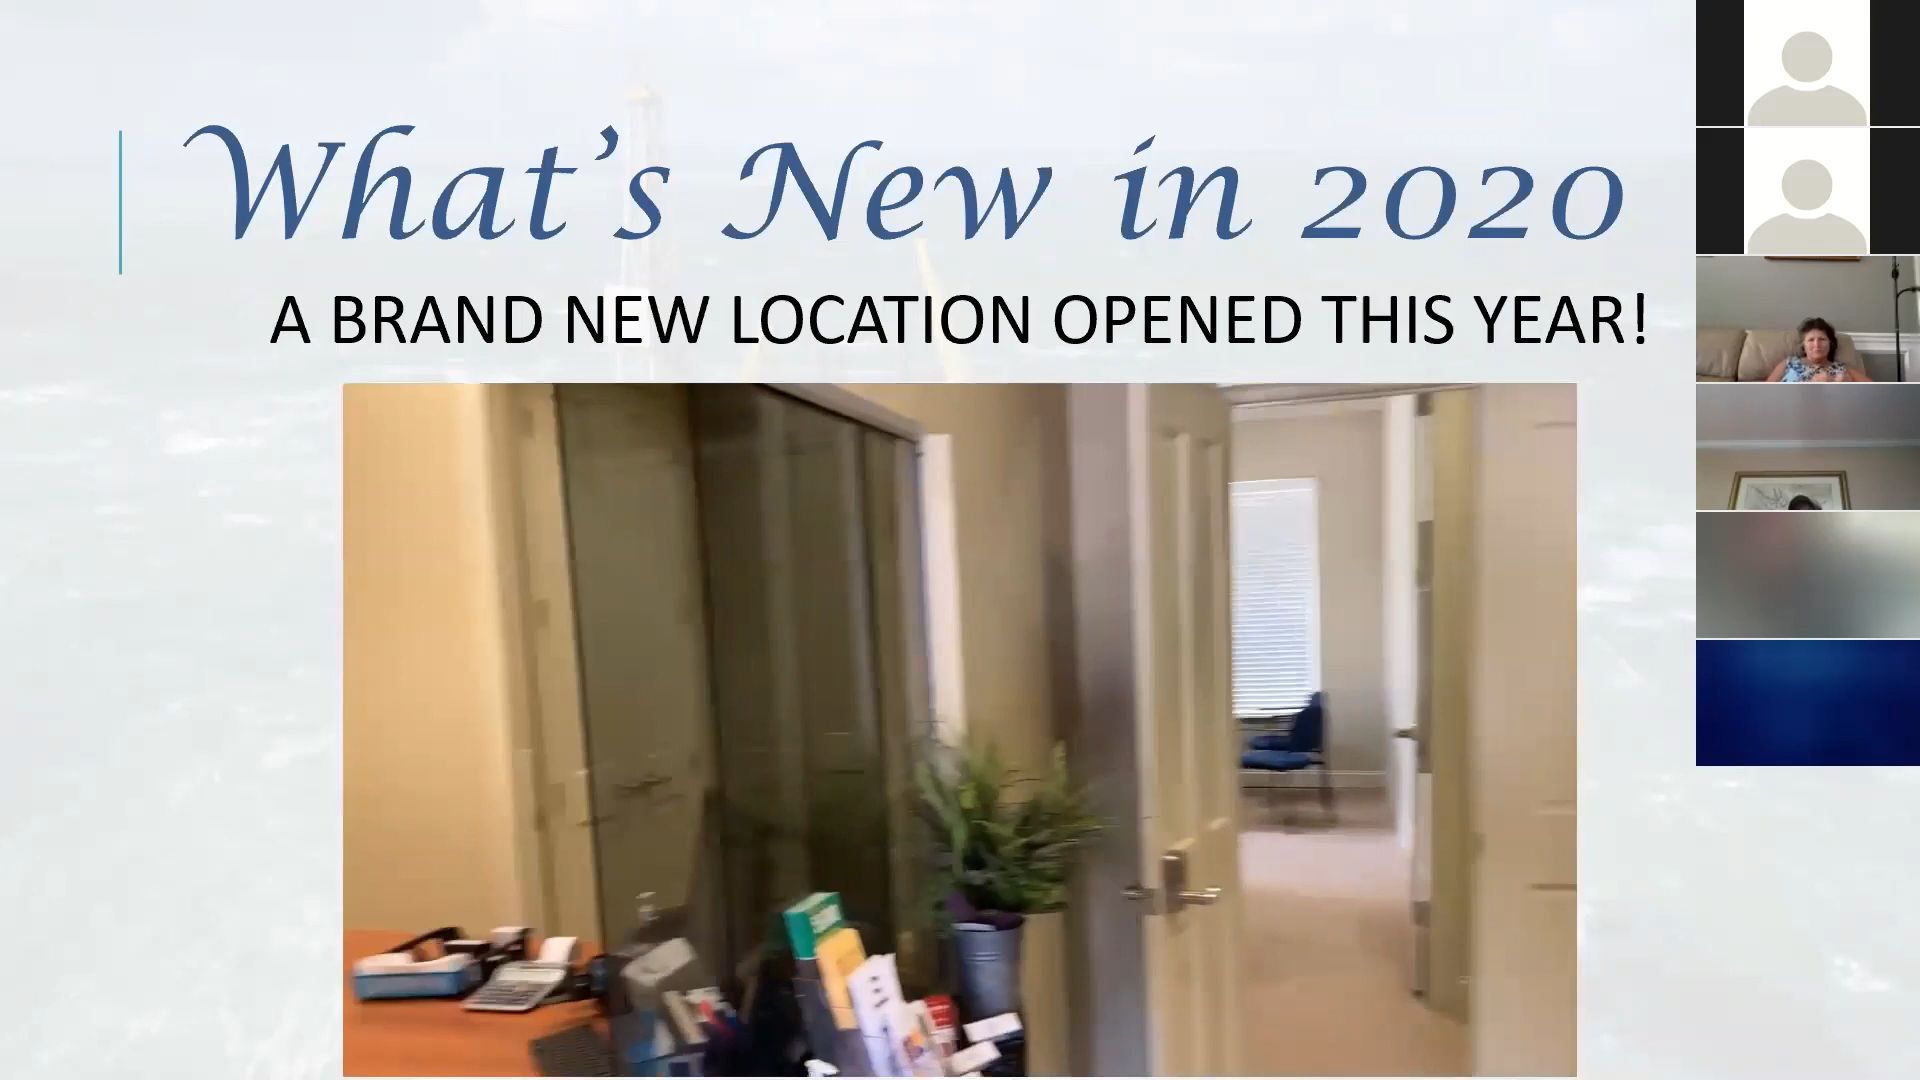 What’s New in 2020
A BRAND NEW LOCATION OPENED THIS YEAR!